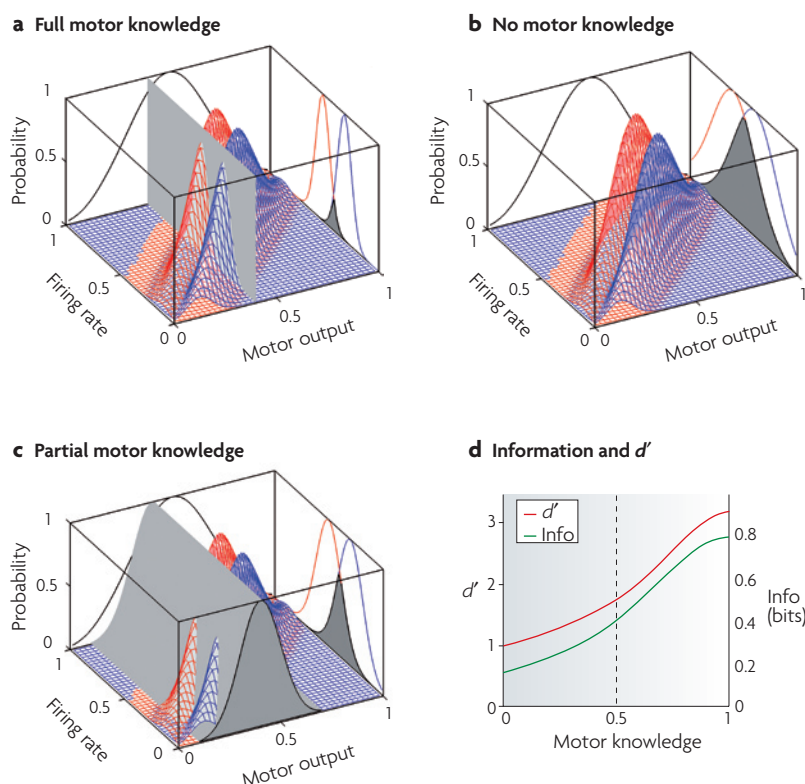 a Full motor knowledge
Probability
1
0.5
0
1
0.5
0
Firing rate
0
0.5
1
Motor output
b No motor knowledge
Probability
1
0.5
0
1
0.5
0
Firing rate
0
0.5
1
Motor output
c Partial motor knowledge
Probability
1
0.5
0
1
0.5
0
Firing rate
0
0.5
1
Motor output
d Information and d′
d′
Info
3
2
1
0
d′
0.8
0.6
0.4
0.2
0
Info
(bits)
0
0.5
1
Motor knowledge